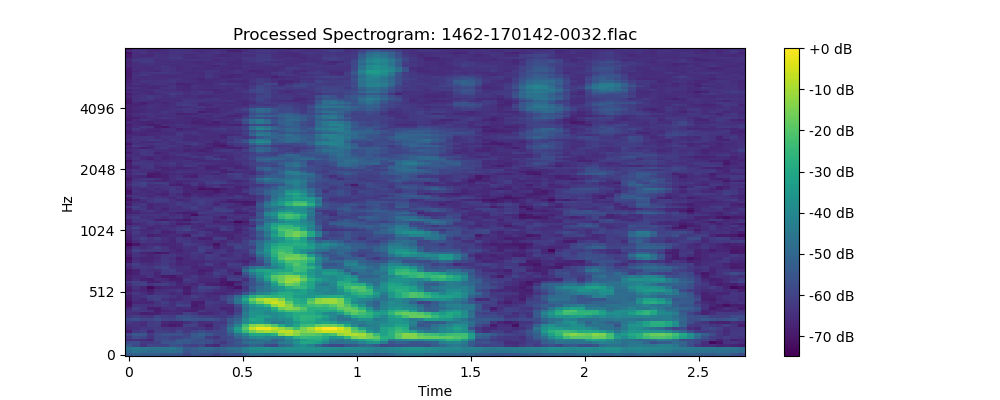 Processed Spectrogram: 1462-170142-0032.flac
Hz
4096
2048
1024
512
0
0
0.5
1
1.5
2
2.5
Time
+0 dB
-10 dB
-20 dB
-30 dB
-40 dB
-50 dB
-60 dB
-70 dB